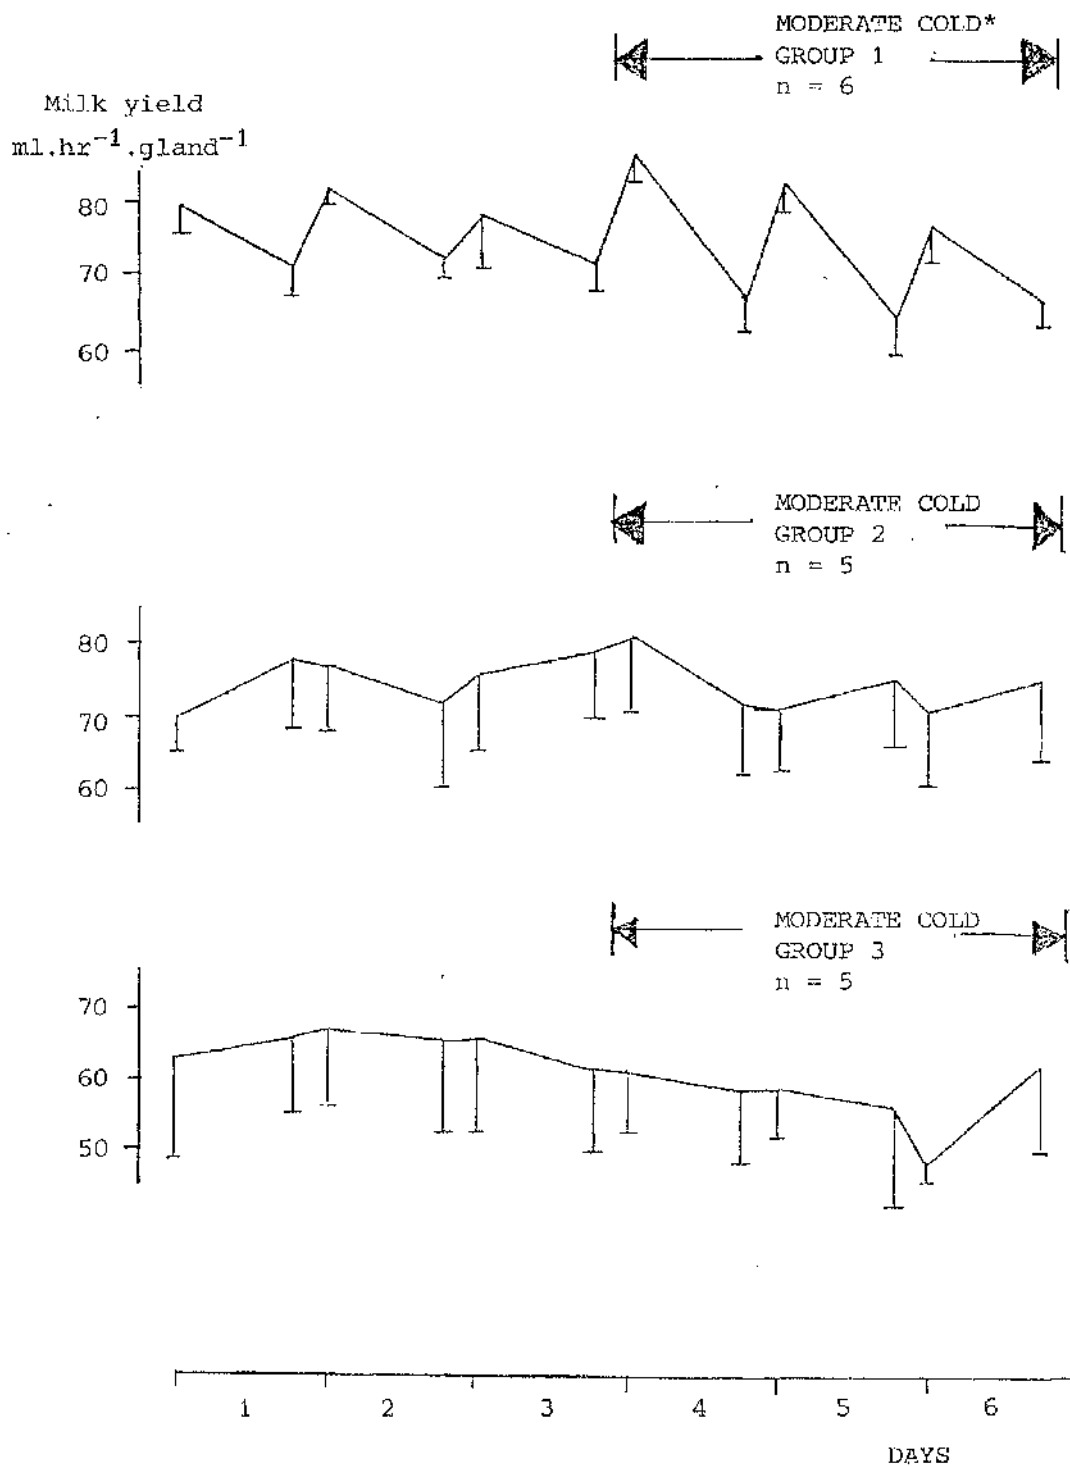 MODERATE COLD*
GROUP 1
n = 6
Milk yield
ml.hr⁻¹.gland⁻¹
80
70
60
MODERATE COLD
GROUP 2
n = 5
80
70
60
MODERATE COLD
GROUP 3
n = 5
70
60
50
1 2 3 4 5 6
DAYS